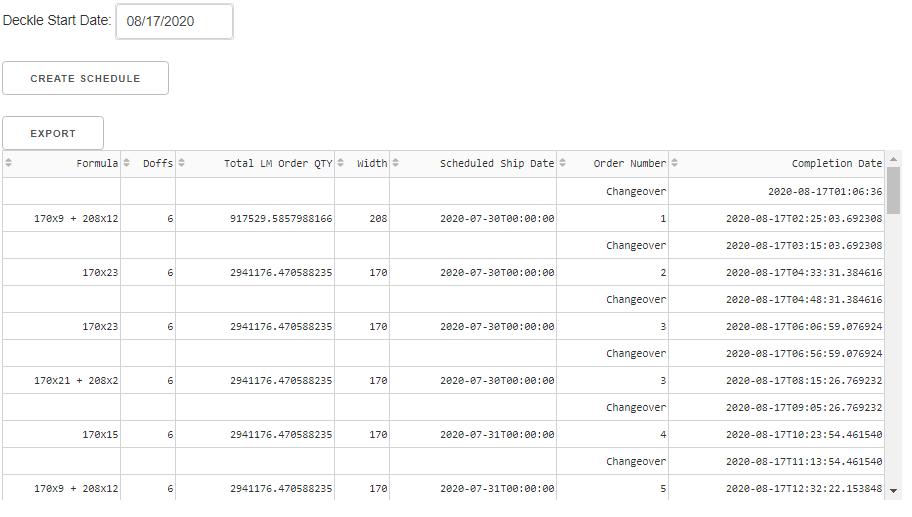 Deckle Start Date: 08/17/2020
CREATE SCHEDULE
EXPORT
Formula Doffs Total LM Order QTY Width Scheduled Ship Date Order Number Completion Date
Changeover 2020-08-17T01:06:36
170x9 + 208x12 6 917529.5857988166 208 2020-07-30T00:00:00 1 2020-08-17T02:25:03.692308
Changeover 2020-08-17T03:15:03.692308
170x23 6 2941176.470588235 170 2020-07-30T00:00:00 2 2020-08-17T04:33:31.384616
Changeover 2020-08-17T04:48:31.384616
170x23 6 2941176.470588235 170 2020-07-30T00:00:00 3 2020-08-17T06:06:59.076924
Changeover 2020-08-17T06:56:59.076924
170x21 + 208x2 6 2941176.470588235 170 2020-07-30T00:00:00 3 2020-08-17T08:15:26.769232
Changeover 2020-08-17T09:05:26.769232
170x15 6 2941176.470588235 170 2020-07-31T00:00:00 4 2020-08-17T10:23:54.461540
Changeover 2020-08-17T11:13:54.461540
170x9 + 208x12 6 2941176.470588235 170 2020-07-31T00:00:00 5 2020-08-17T12:32:22.153848